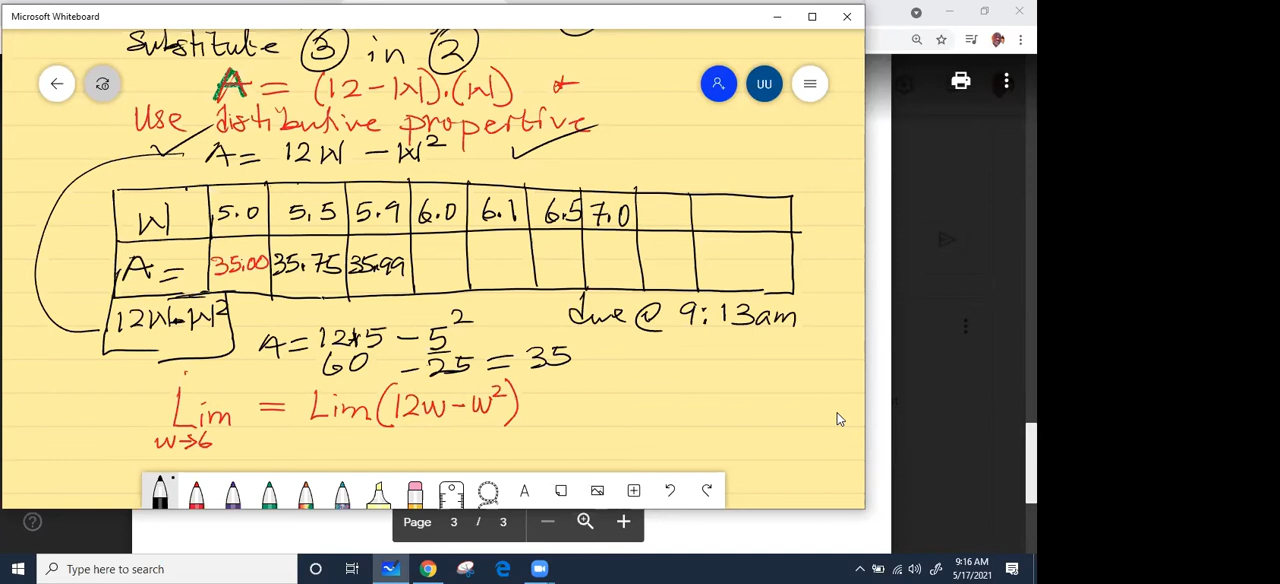 Microsoft Whiteboard
Substitute 3 in 2
A = (12-W).(W)
Use distibutive propertive
A = 12W - W²
W 5.0 5.5 5.9 6.0 6.1 6.5 7.0
A = 35.00 35.75 35.99
12W-W²
due @ 9:13am
A = 12*5 - 5²
60 - 25 = 35
Lim = Lim(12w-w²)
w→6
UU
A
Page 3 / 3
Type here to search
9:16 AM
5/17/2021